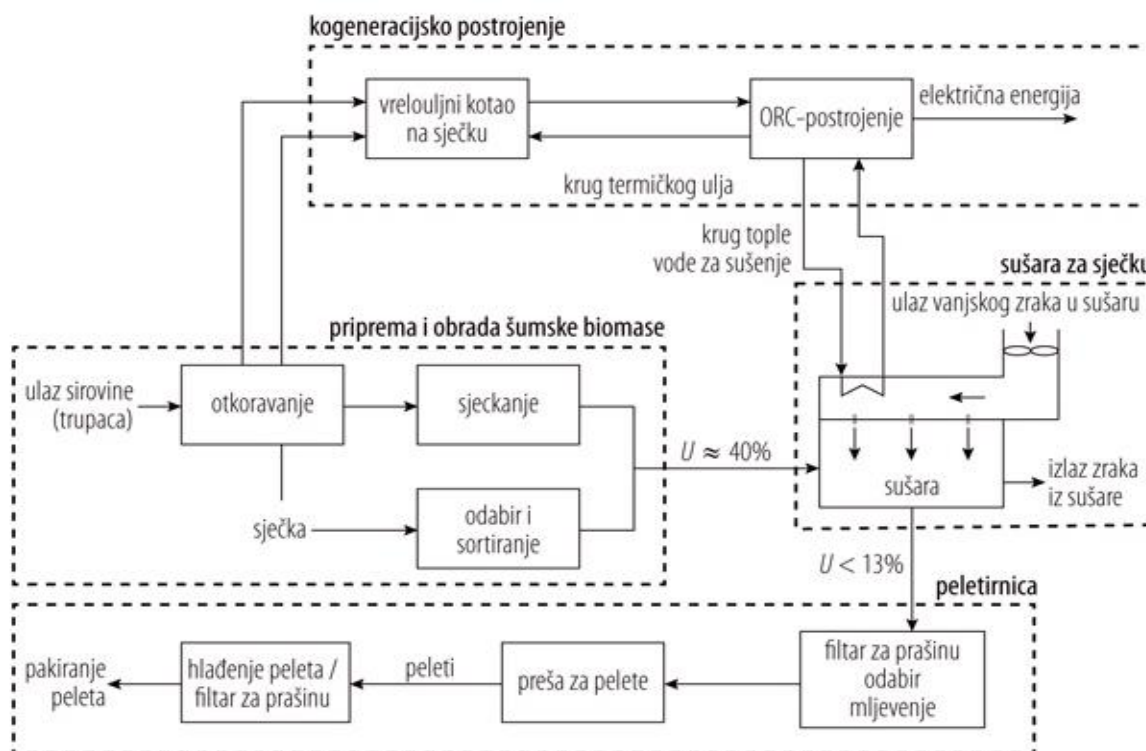 kogeneracijsko postrojenje
vrelouljni kotao
na sječku
ORC-postrojenje
električna energija
krug termičkog ulja
krug tople
vode za sušenje
sušara za sječku
ulaz vanjskog zraka u sušaru
priprema i obrada šumske biomase
ulaz sirovine
(trupaca)
otkoravanje
sjeckanje
U ≈ 40%
sušara
izlaz zraka
iz sušare
sječka
odabir i
sortiranje
U < 13%
peletirnica
pakiranje
peleta
hlađenje peleta /
filtar za prašinu
peleti
preša za pelete
filtar za prašinu
odabir
mljevenje